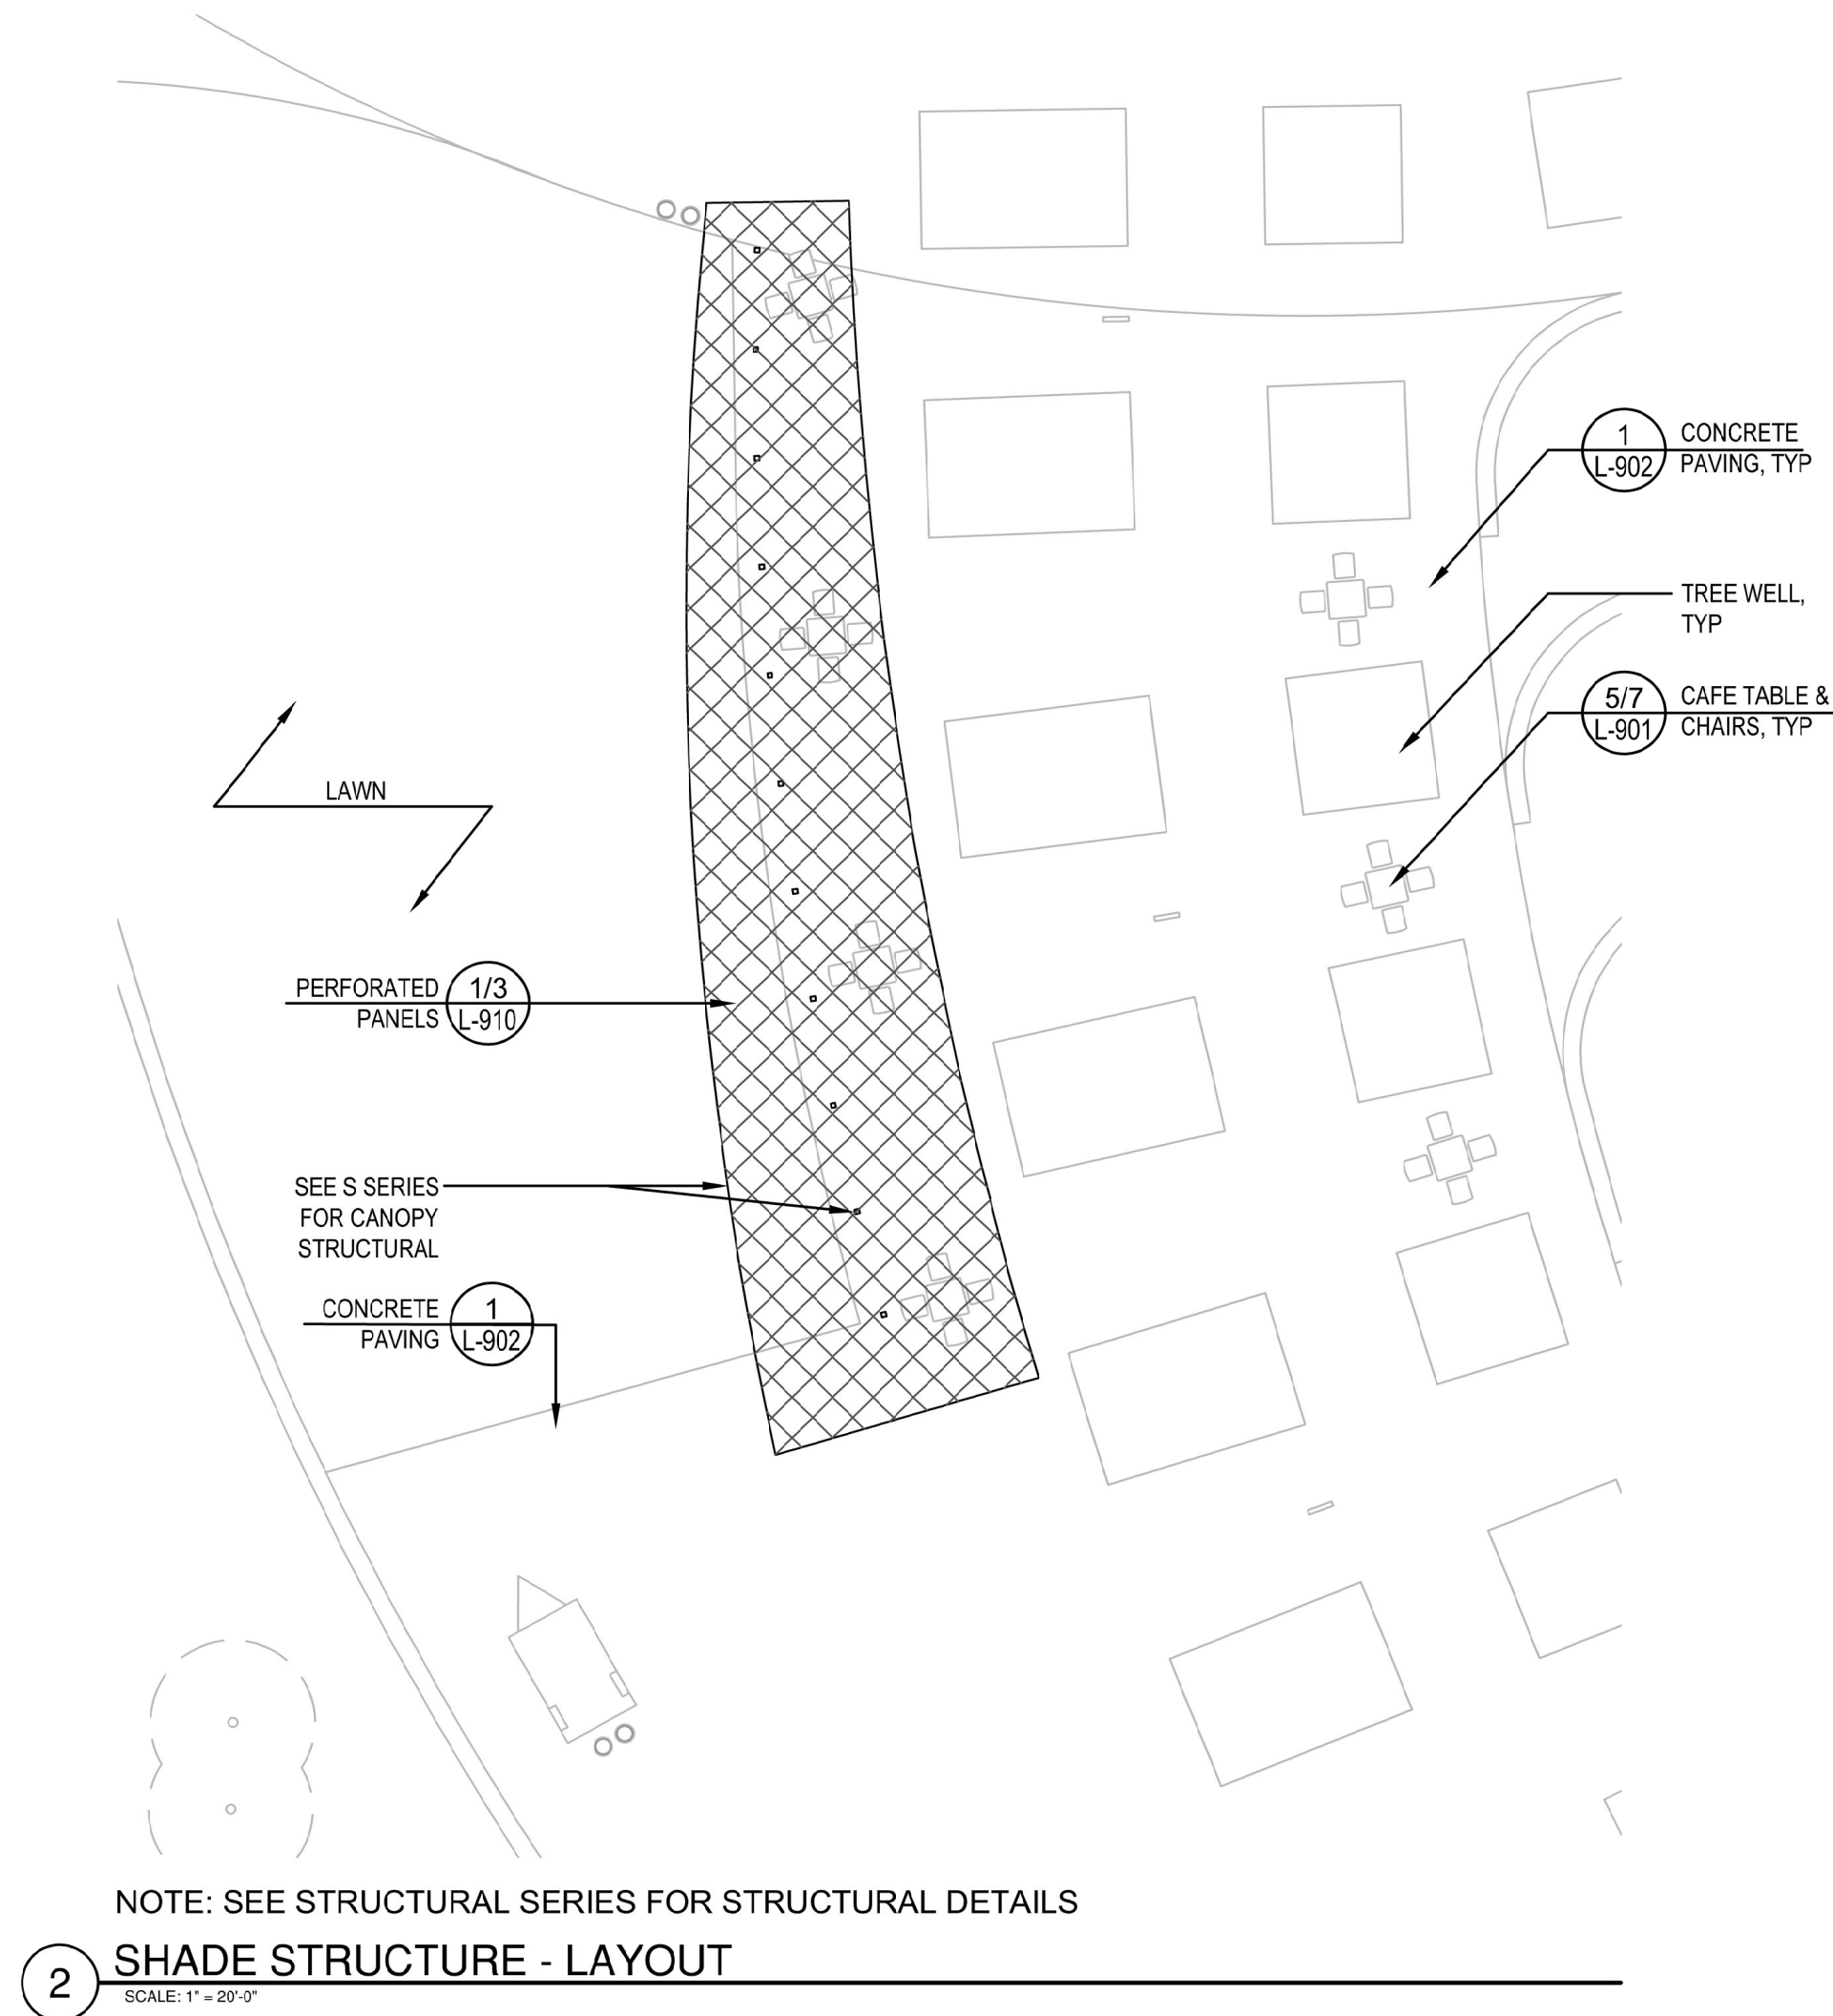 1
L-902
CONCRETE
PAVING, TYP
TREE WELL,
TYP
5/7
L-901
CAFE TABLE &
CHAIRS, TYP
LAWN
PERFORATED
PANELS
1/3
L-910
SEE S SERIES
FOR CANOPY
STRUCTURAL
CONCRETE
PAVING
1
L-902
NOTE: SEE STRUCTURAL SERIES FOR STRUCTURAL DETAILS
2
SHADE STRUCTURE - LAYOUT
SCALE: 1" = 20'-0"